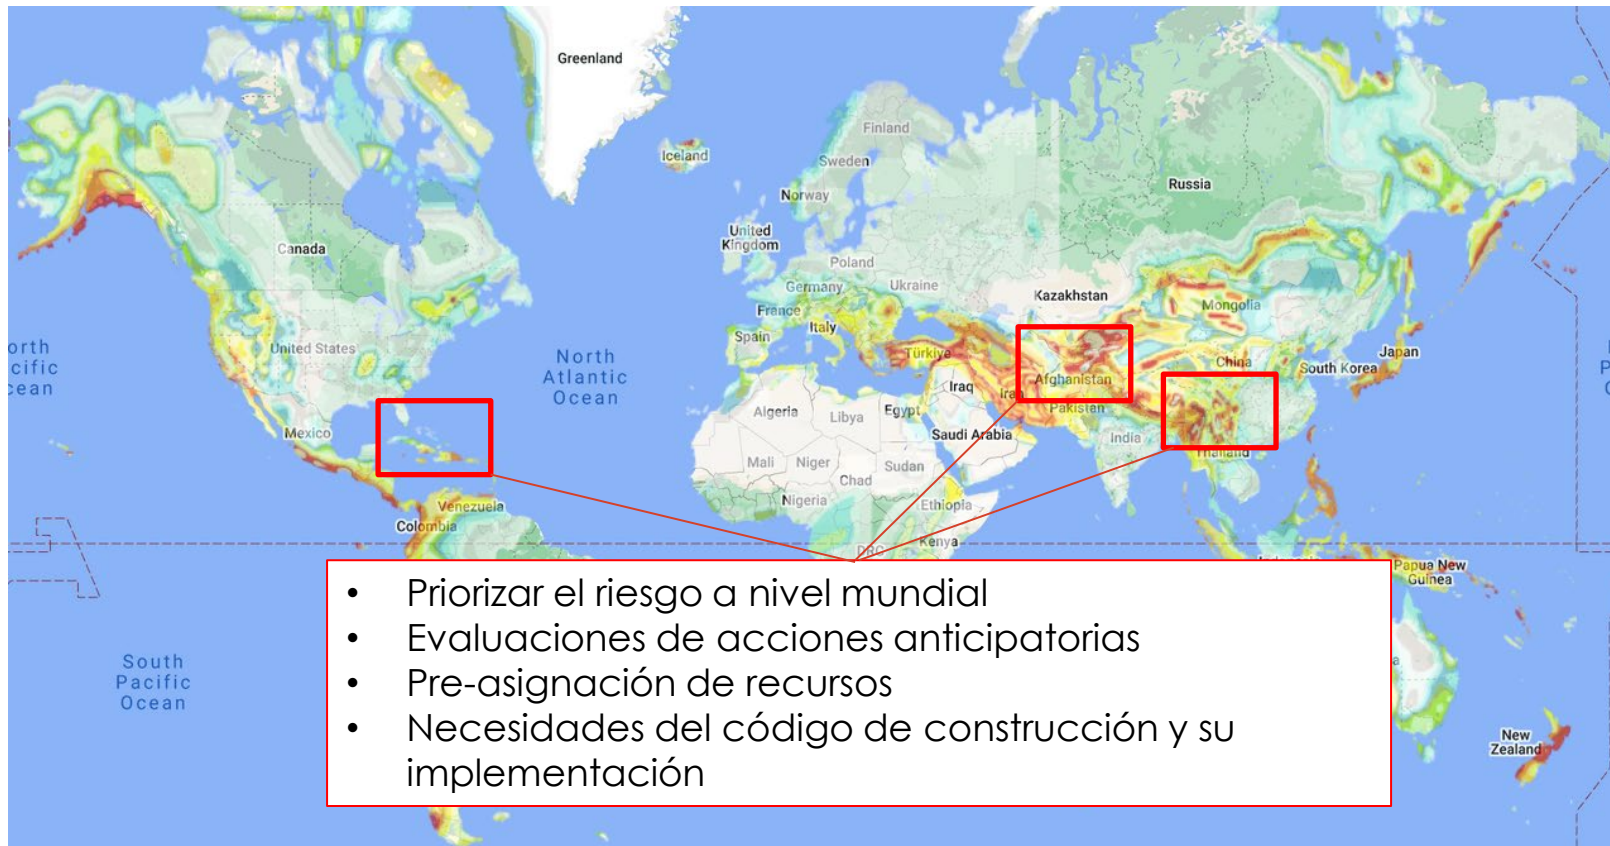 Greenland
Iceland
Finland
Sweden
Norway
Russia
United
Kingdom
Canada
Poland
Germany
Ukraine
Kazakhstan
France
Mongolia
Italy
Spain
United States
Türkiye
China
South Korea
Japan
North
Atlantic
Ocean
orth
cific
cean
Afghanistan
Iraq
Iran
Pakistan
Algeria
Libya
Egypt
Saudi Arabia
India
Mexico
Thailand
Mali
Niger
Chad
Sudan
Nigeria
Ethiopia
Venezuela
Colombia
Kenya
DRC
Papua New
Guinea
• Priorizar el riesgo a nivel mundial
• Evaluaciones de acciones anticipatorias
• Pre-asignación de recursos
• Necesidades del código de construcción y su
implementación
South
Pacific
Ocean
New
Zealand